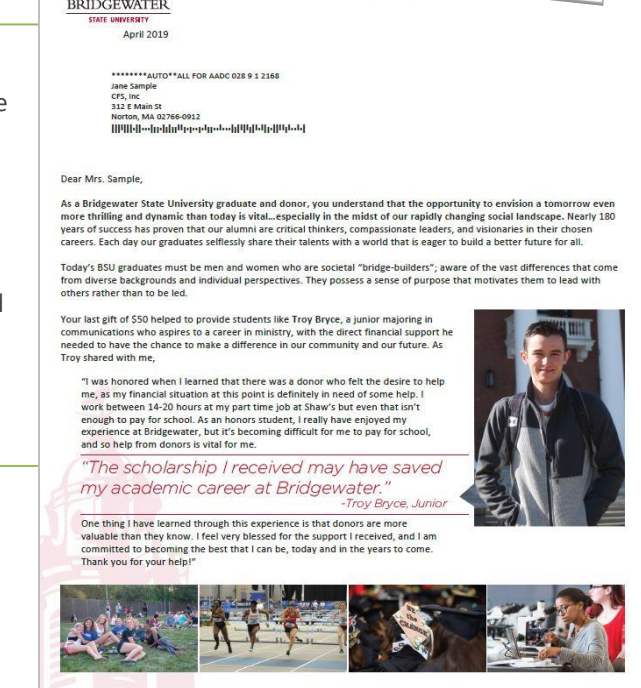 BRIDGEWATER
STATE UNIVERSITY
April 2019
********AUTO**ALL FOR AADC 028 9 1 2168
Jane Sample
CFS, Inc
312 E Main St
Norton, MA 02766-0912
Dear Mrs. Sample,
As a Bridgewater State University graduate and donor, you understand that the opportunity to envision a tomorrow even
more thrilling and dynamic than today is vital...especially in the midst of our rapidly changing social landscape. Nearly 180
years of success has proven that our alumni are critical thinkers, compassionate leaders, and visionaries in their chosen
careers. Each day our graduates selflessly share their talents with a world that is eager to build a better future for all.
Today's BSU graduates must be men and women who are societal "bridge-builders"; aware of the vast differences that come
from diverse backgrounds and individual perspectives. They possess a sense of purpose that motivates them to lead with
others rather than to be led.
Your last gift of $50 helped to provide students like Troy Bryce, a junior majoring in
communications who aspires to a career in ministry, with the direct financial support he
needed to have the chance to make a difference in our community and our future. As
Troy shared with me,
"I was honored when I learned that there was a donor who felt the desire to help
me, as my financial situation at this point is definitely in need of some help. I
work between 14-20 hours at my part time job at Shaw's but even that isn't
enough to pay for school. As an honors student, I really have enjoyed my
experience at Bridgewater, but it's becoming difficult for me to pay for school,
and so help from donors is vital for me.
"The scholarship I received may have saved
my academic career at Bridgewater."
-Troy Bryce, Junior
One thing I have learned through this experience is that donors are more
valuable than they know. I feel very blessed for the support I received, and I am
committed to becoming the best that I can be, today and in the years to come.
Thank you for your help!"
BE
the
CHANGE